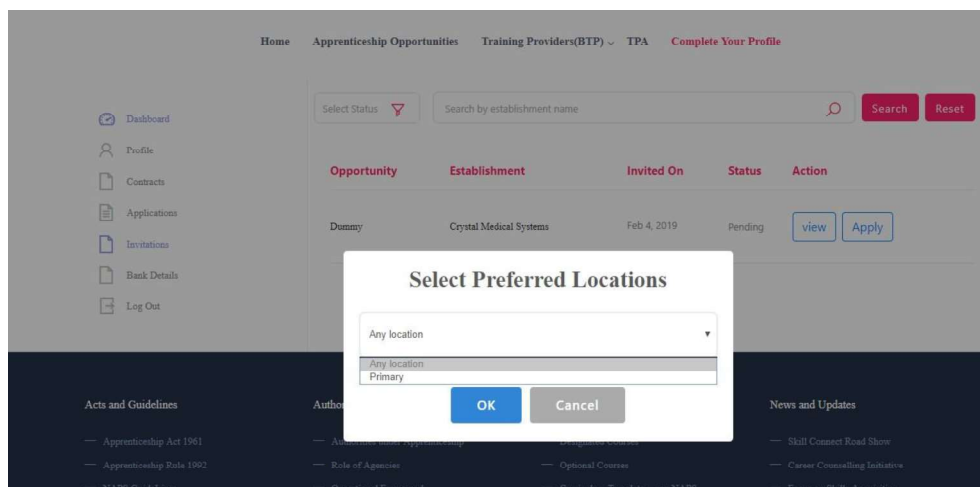 Home Apprenticeship Opportunities Training Providers(BTP) TPA Complete Your Profile
Select Status Search by establishment name Search Reset
Dashboard
Profile
Contracts
Applications
Invitations
Bank Details
Log Out
Opportunity Establishment Invited On Status Action
Dummy Crystal Medical Systems Feb 4, 2019 Pending view Apply
Select Preferred Locations
Any location
Any location
Primary
OK Cancel
Acts and Guidelines
— Apprenticeship Act 1961
— Apprenticeship Rula 1992
— Role of Agencies
— Optional Courses
News and Updates
— Skill Connect Road Show
— Career Counselling Initiative